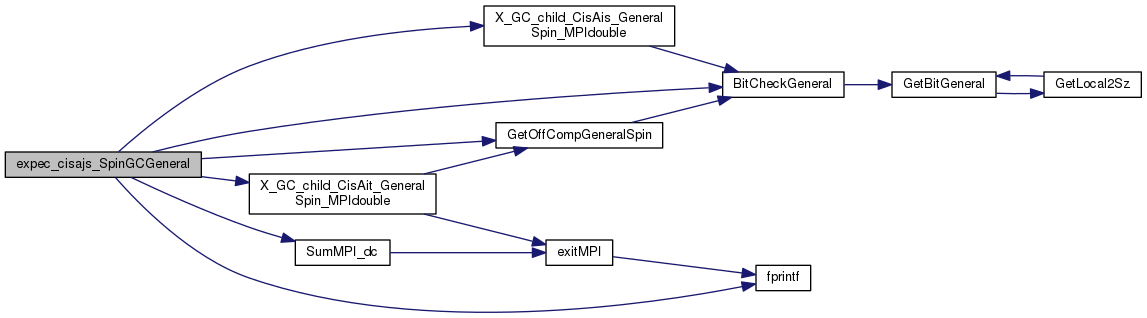 X_GC_child_CisAis_General
Spin_MPIdouble
BitCheckGeneral
GetBitGeneral
GetLocal2Sz
GetOffCompGeneralSpin
expec_cisajs_SpinGCGeneral
X_GC_child_CisAit_General
Spin_MPIdouble
SumMPI_dc
exitMPI
fprintf